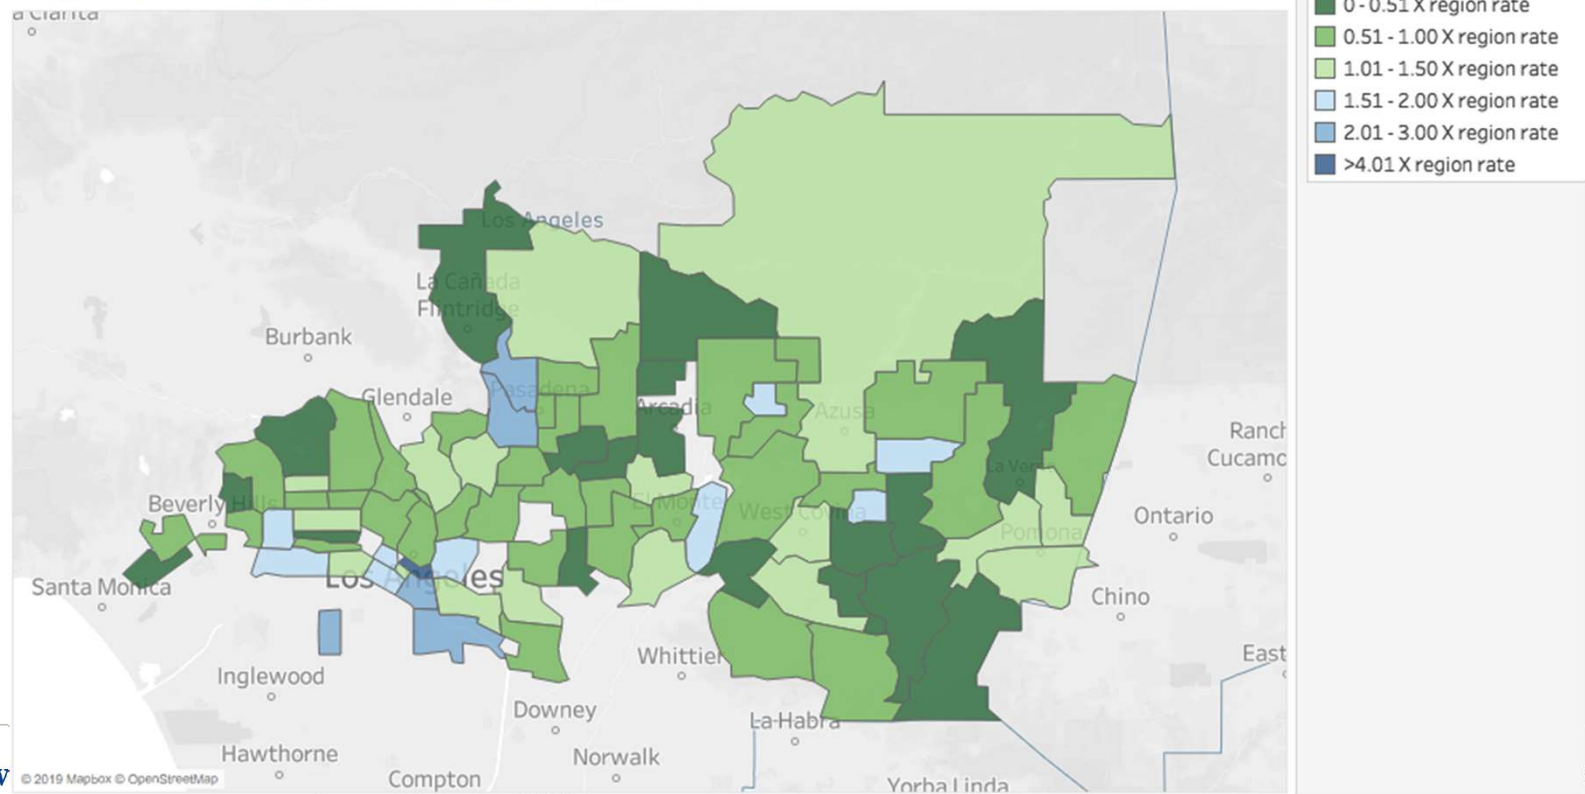 a Clarita
0 - 0.51 X region rate
0.51 - 1.00 X region rate
1.01 - 1.50 X region rate
1.51 - 2.00 X region rate
2.01 - 3.00 X region rate
>4.01 X region rate
Los Angeles
La Cañada
Flintridge
Burbank
Pasadena
Glendale
Arcadia
Azusa
Ranch
Cucamo
La Verne
Beverly Hills
El Monte
West Covina
Ontario
Pomona
Los Angeles
Santa Monica
Chino
Whittier
East
Inglewood
Downey
La Habra
Hawthorne
Norwalk
Compton
Yorba Linda
w
© 2019 Mapbox © OpenStreetMap